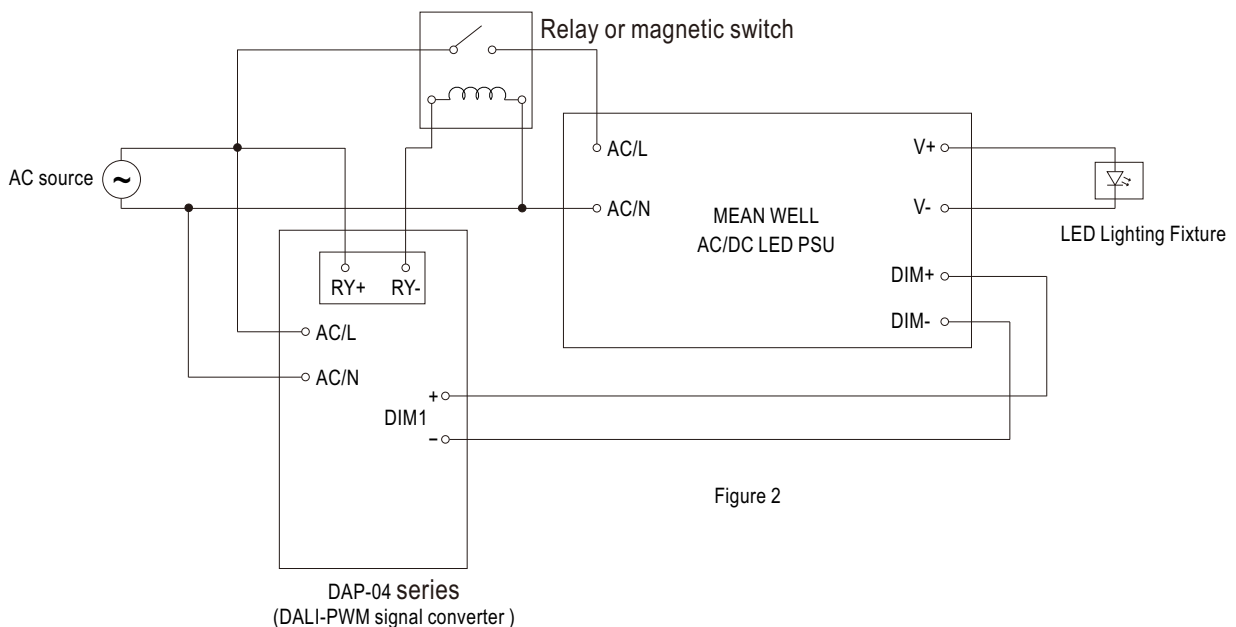 Relay or magnetic switch
AC source
~
AC/L
AC/N
MEAN WELL
AC/DC LED PSU
V+
V-
DIM+
DIM-
LED Lighting Fixture
RY+ RY-
AC/L
AC/N
+
DIM1
-
Figure 2
DAP-04 series
(DALI-PWM signal converter )